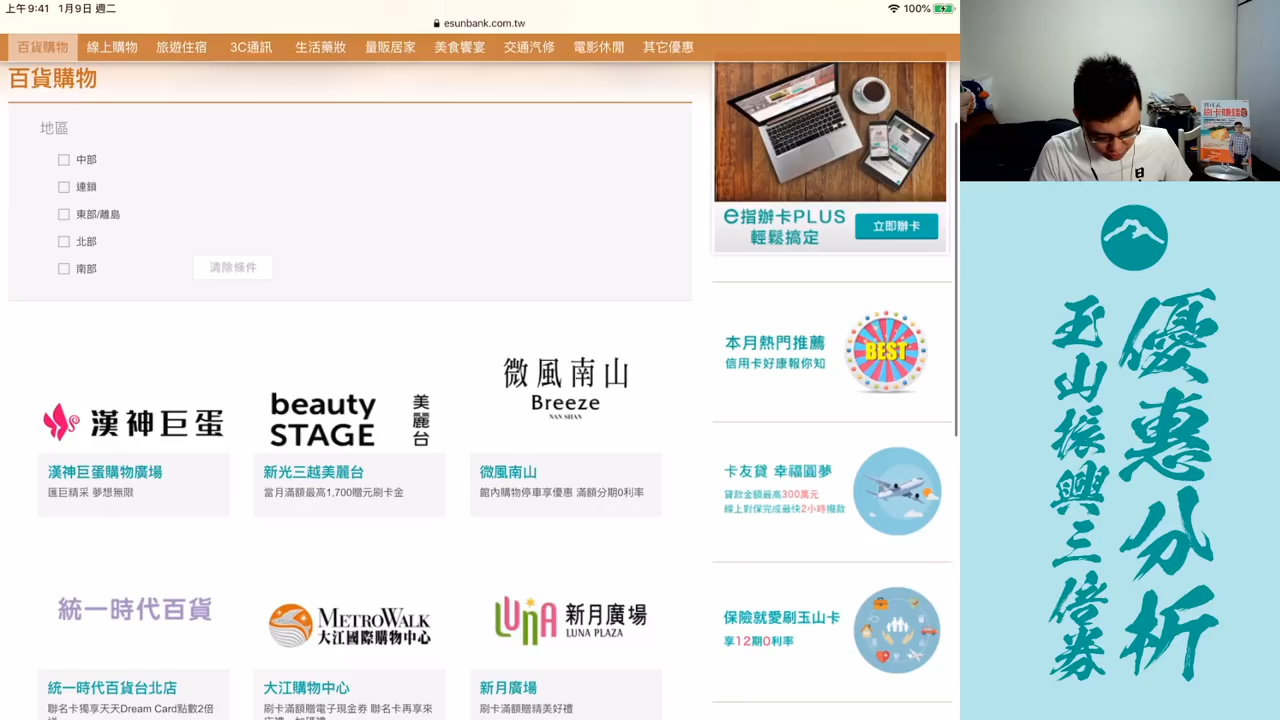 上午9:41 1月9日 週二
100%
esunbank.com.tw
百貨購物 線上購物 旅遊住宿 3C通訊 生活藥妝 量販居家 美食饗宴 交通汽修 電影休閒 其它優惠
百貨購物
地區
中部
連鎖
東部/離島
北部
南部
清除條件
漢神巨蛋
beauty STAGE
美麗台
微風南山
Breeze
NAN SHAN
漢神巨蛋購物廣場
匯巨精采 夢想無限
新光三越美麗台
當月滿額最高1,700贈元刷卡金
微風南山
館內購物停車享優惠 滿額分期0利率
統一時代百貨
METROWALK
大江國際購物中心
LUNA 新月廣場
LUNA PLAZA
統一時代百貨台北店
聯名卡獨享天天Dream Card點數2倍
大江購物中心
刷卡滿額贈電子現金券 聯名卡再享來
新月廣場
刷卡滿額贈精美好禮
e指辦卡PLUS
輕鬆搞定
立即辦卡
本月熱門推薦
信用卡好康報你知
BEST
卡友貸 幸福圓夢
貸款金額最高300萬元
線上對保完成最快2小時撥款
保險就愛刷玉山卡
享12期0利率
刷卡賺錢
優惠分析
玉山振興三倍券